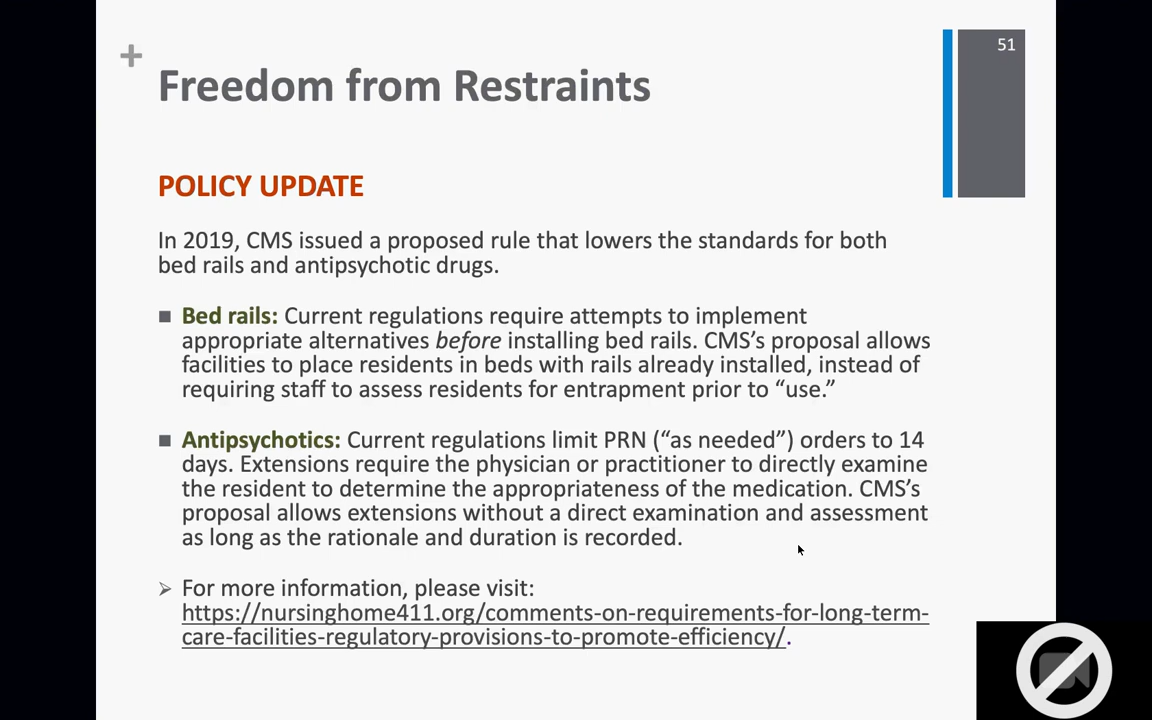 51
+
Freedom from Restraints
POLICY UPDATE
In 2019, CMS issued a proposed rule that lowers the standards for both
bed rails and antipsychotic drugs.
■ Bed rails: Current regulations require attempts to implement
appropriate alternatives before installing bed rails. CMS’s proposal allows
facilities to place residents in beds with rails already installed, instead of
requiring staff to assess residents for entrapment prior to “use.”
■ Antipsychotics: Current regulations limit PRN (“as needed”) orders to 14
days. Extensions require the physician or practitioner to directly examine
the resident to determine the appropriateness of the medication. CMS’s
proposal allows extensions without a direct examination and assessment
as long as the rationale and duration is recorded.
➢ For more information, please visit:
https://nursinghome411.org/comments-on-requirements-for-long-term-
care-facilities-regulatory-provisions-to-promote-efficiency/.